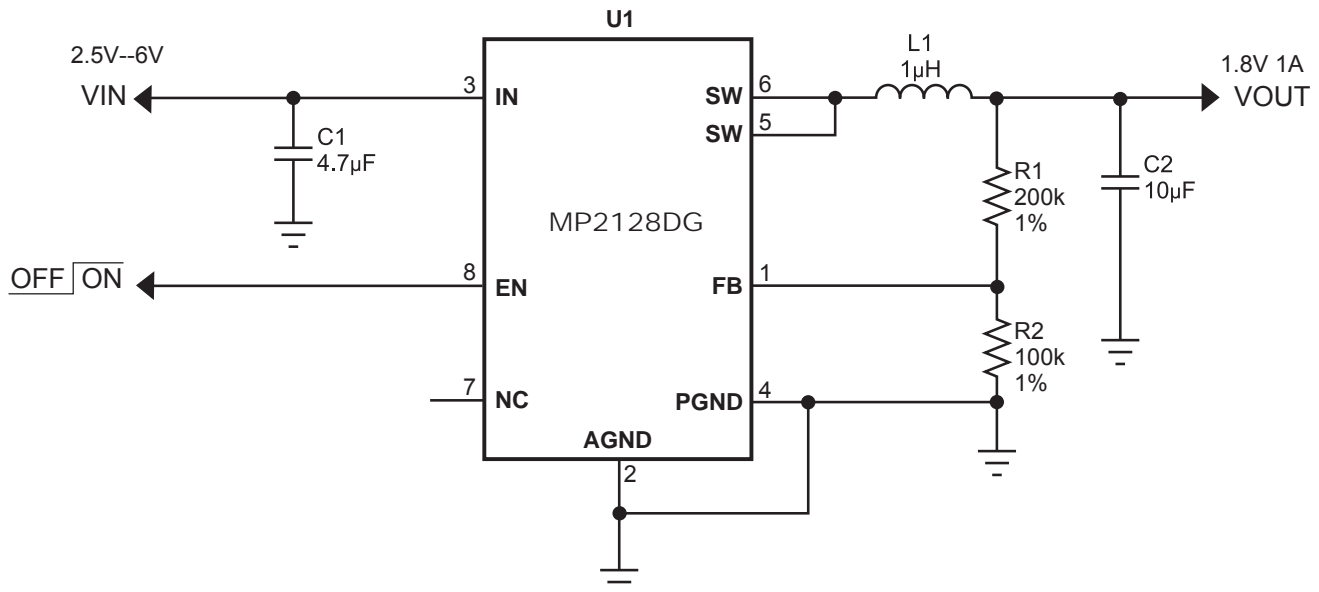 U1
2.5V--6V
VIN
3
IN
C1
4.7µF
SW
6
SW
5
L1
1µH
1.8V 1A
VOUT
R1
200k
1%
C2
10µF
MP2128DG
OFF ON
8
EN
FB
1
R2
100k
1%
7
NC
PGND
4
AGND
2